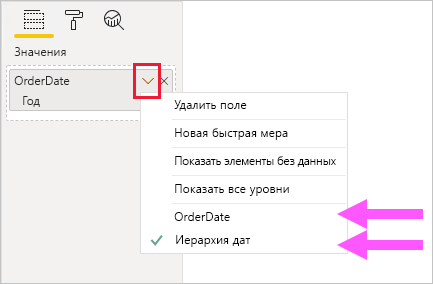 Значения
OrderDate
Год
Удалить поле
Новая быстрая мера
Показать элементы без данных
Показать все уровни
OrderDate
Иерархия дат